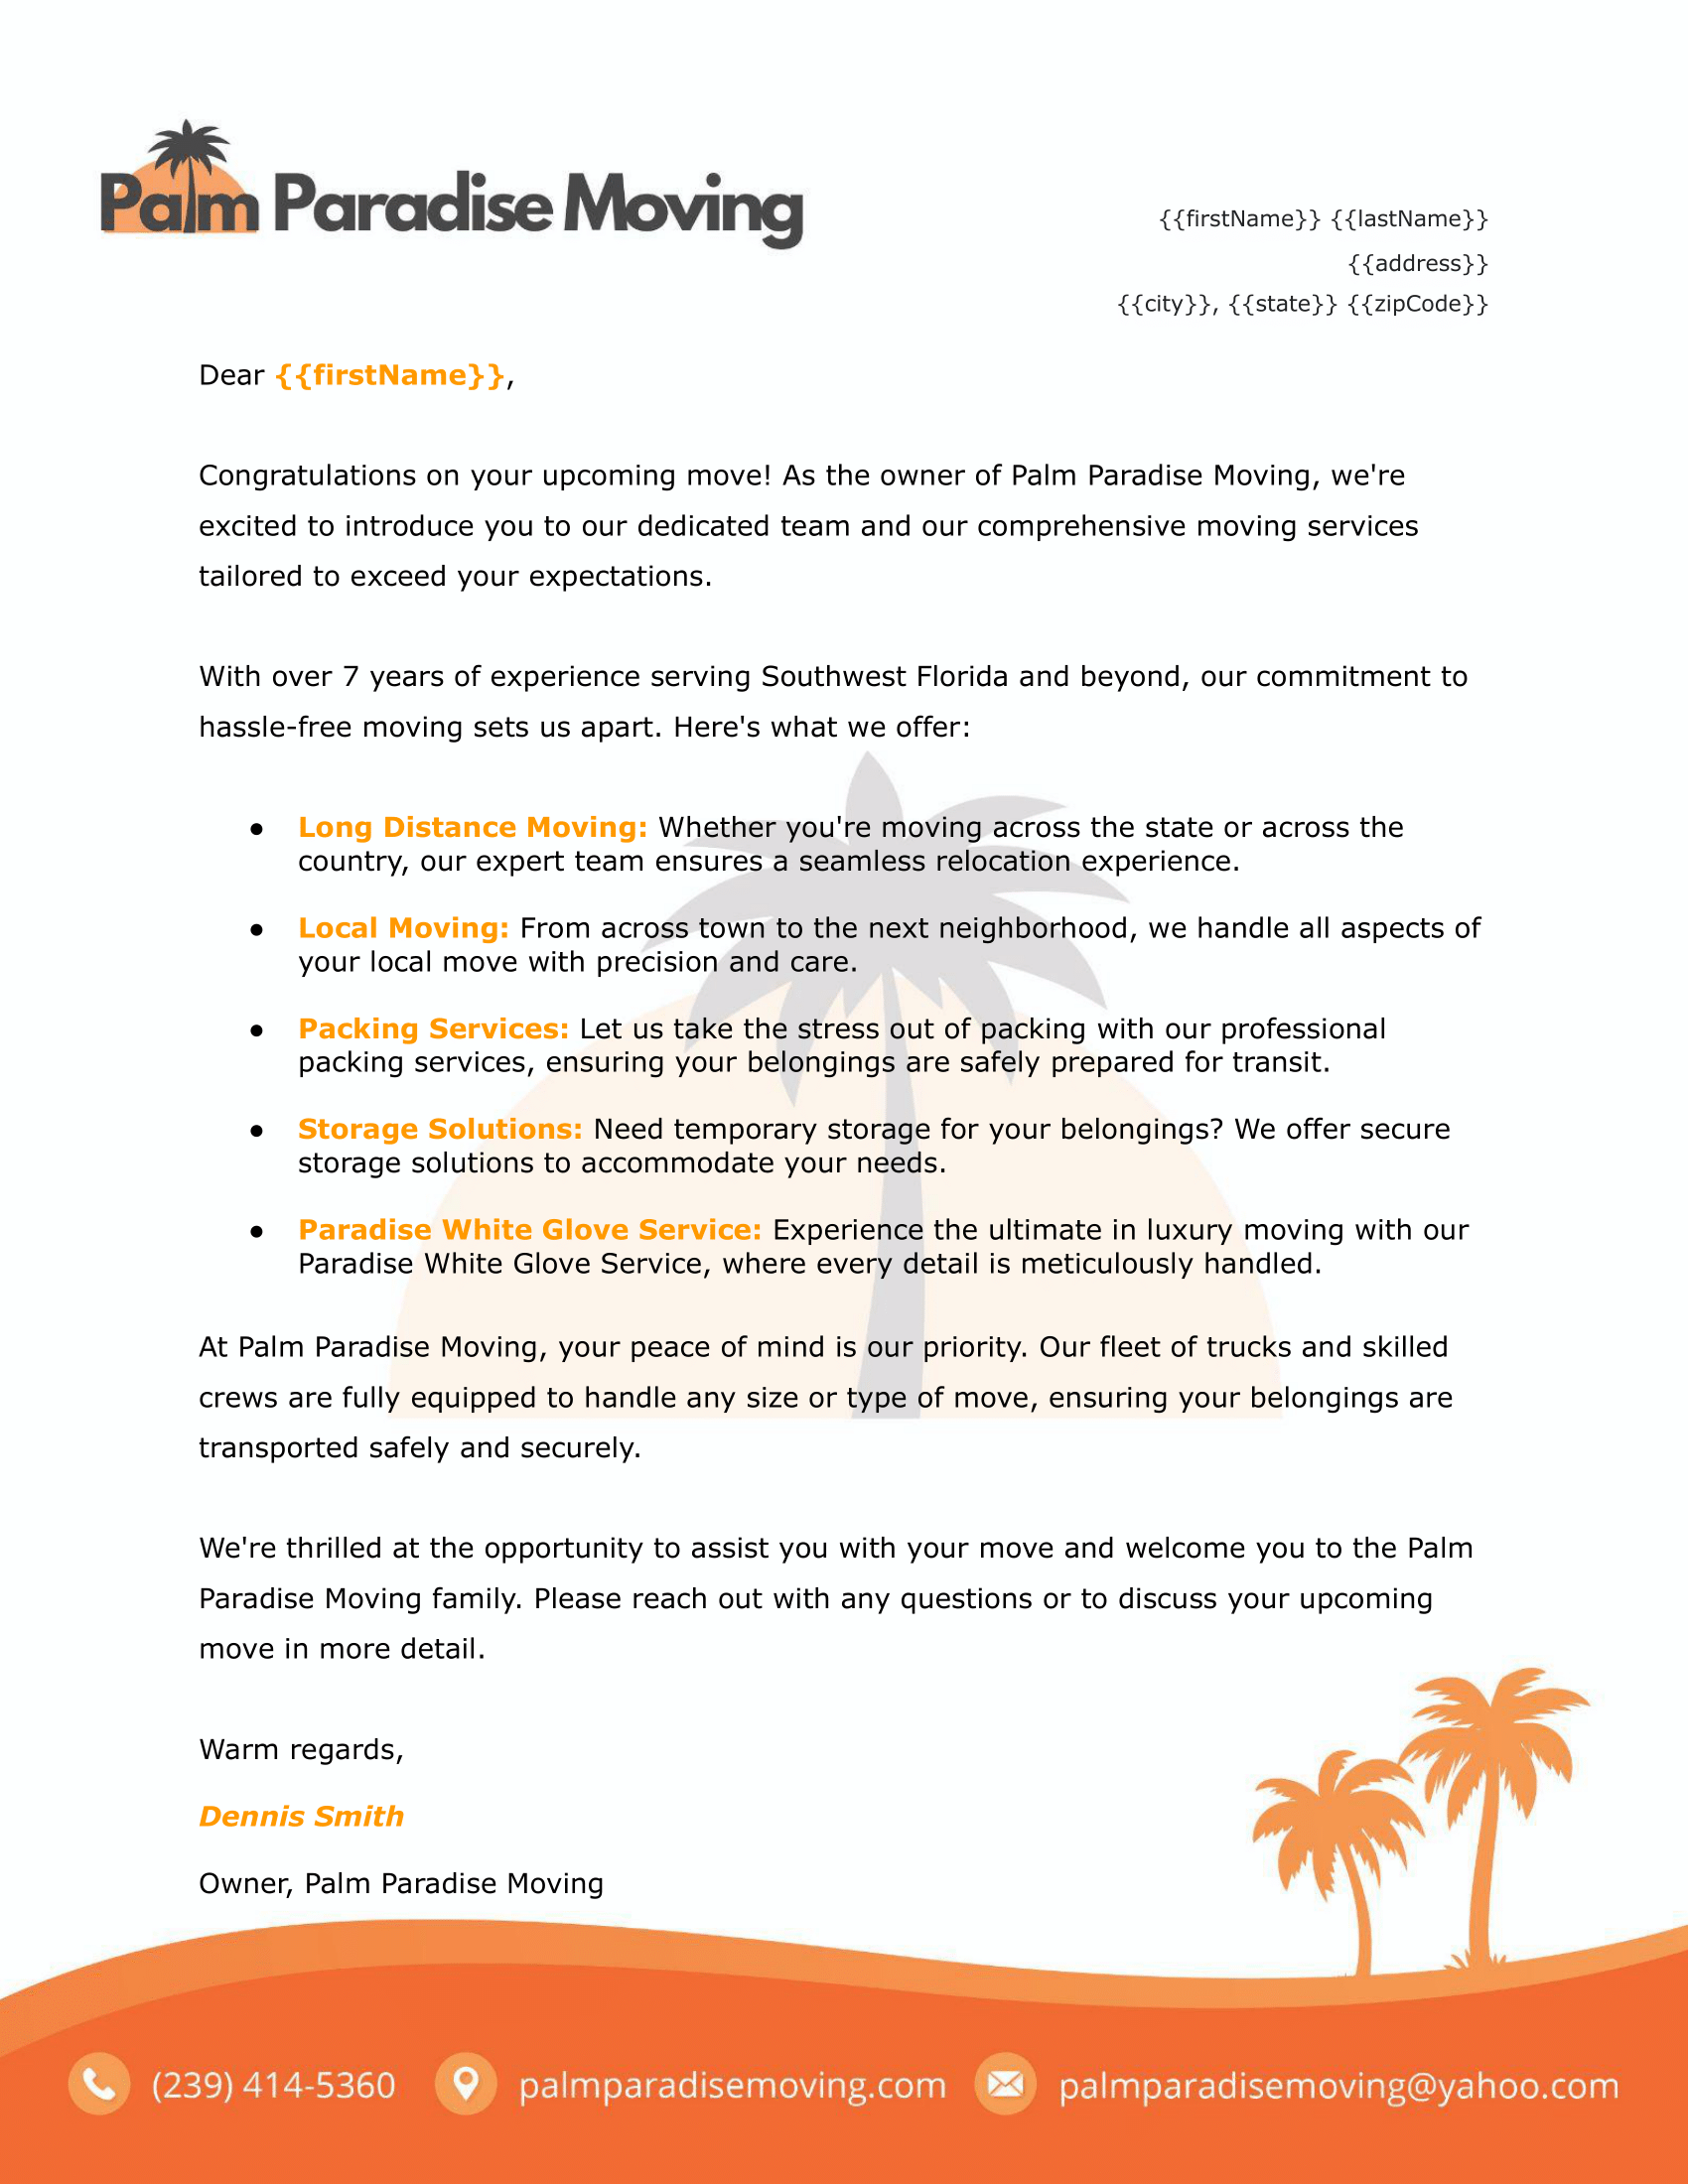 Palm Paradise Moving
{{firstName}} {{lastName}}
{{address}}
{{city}}, {{state}} {{zipCode}}
Dear {{firstName}},
Congratulations on your upcoming move! As the owner of Palm Paradise Moving, we're
excited to introduce you to our dedicated team and our comprehensive moving services
tailored to exceed your expectations.
With over 7 years of experience serving Southwest Florida and beyond, our commitment to
hassle-free moving sets us apart. Here's what we offer:
● Long Distance Moving: Whether you're moving across the state or across the
country, our expert team ensures a seamless relocation experience.
● Local Moving: From across town to the next neighborhood, we handle all aspects of
your local move with precision and care.
● Packing Services: Let us take the stress out of packing with our professional
packing services, ensuring your belongings are safely prepared for transit.
● Storage Solutions: Need temporary storage for your belongings? We offer secure
storage solutions to accommodate your needs.
● Paradise White Glove Service: Experience the ultimate in luxury moving with our
Paradise White Glove Service, where every detail is meticulously handled.
At Palm Paradise Moving, your peace of mind is our priority. Our fleet of trucks and skilled
crews are fully equipped to handle any size or type of move, ensuring your belongings are
transported safely and securely.
We're thrilled at the opportunity to assist you with your move and welcome you to the Palm
Paradise Moving family. Please reach out with any questions or to discuss your upcoming
move in more detail.
Warm regards,
Dennis Smith
Owner, Palm Paradise Moving
(239) 414-5360 palmparadisemoving.com palmparadisemoving@yahoo.com